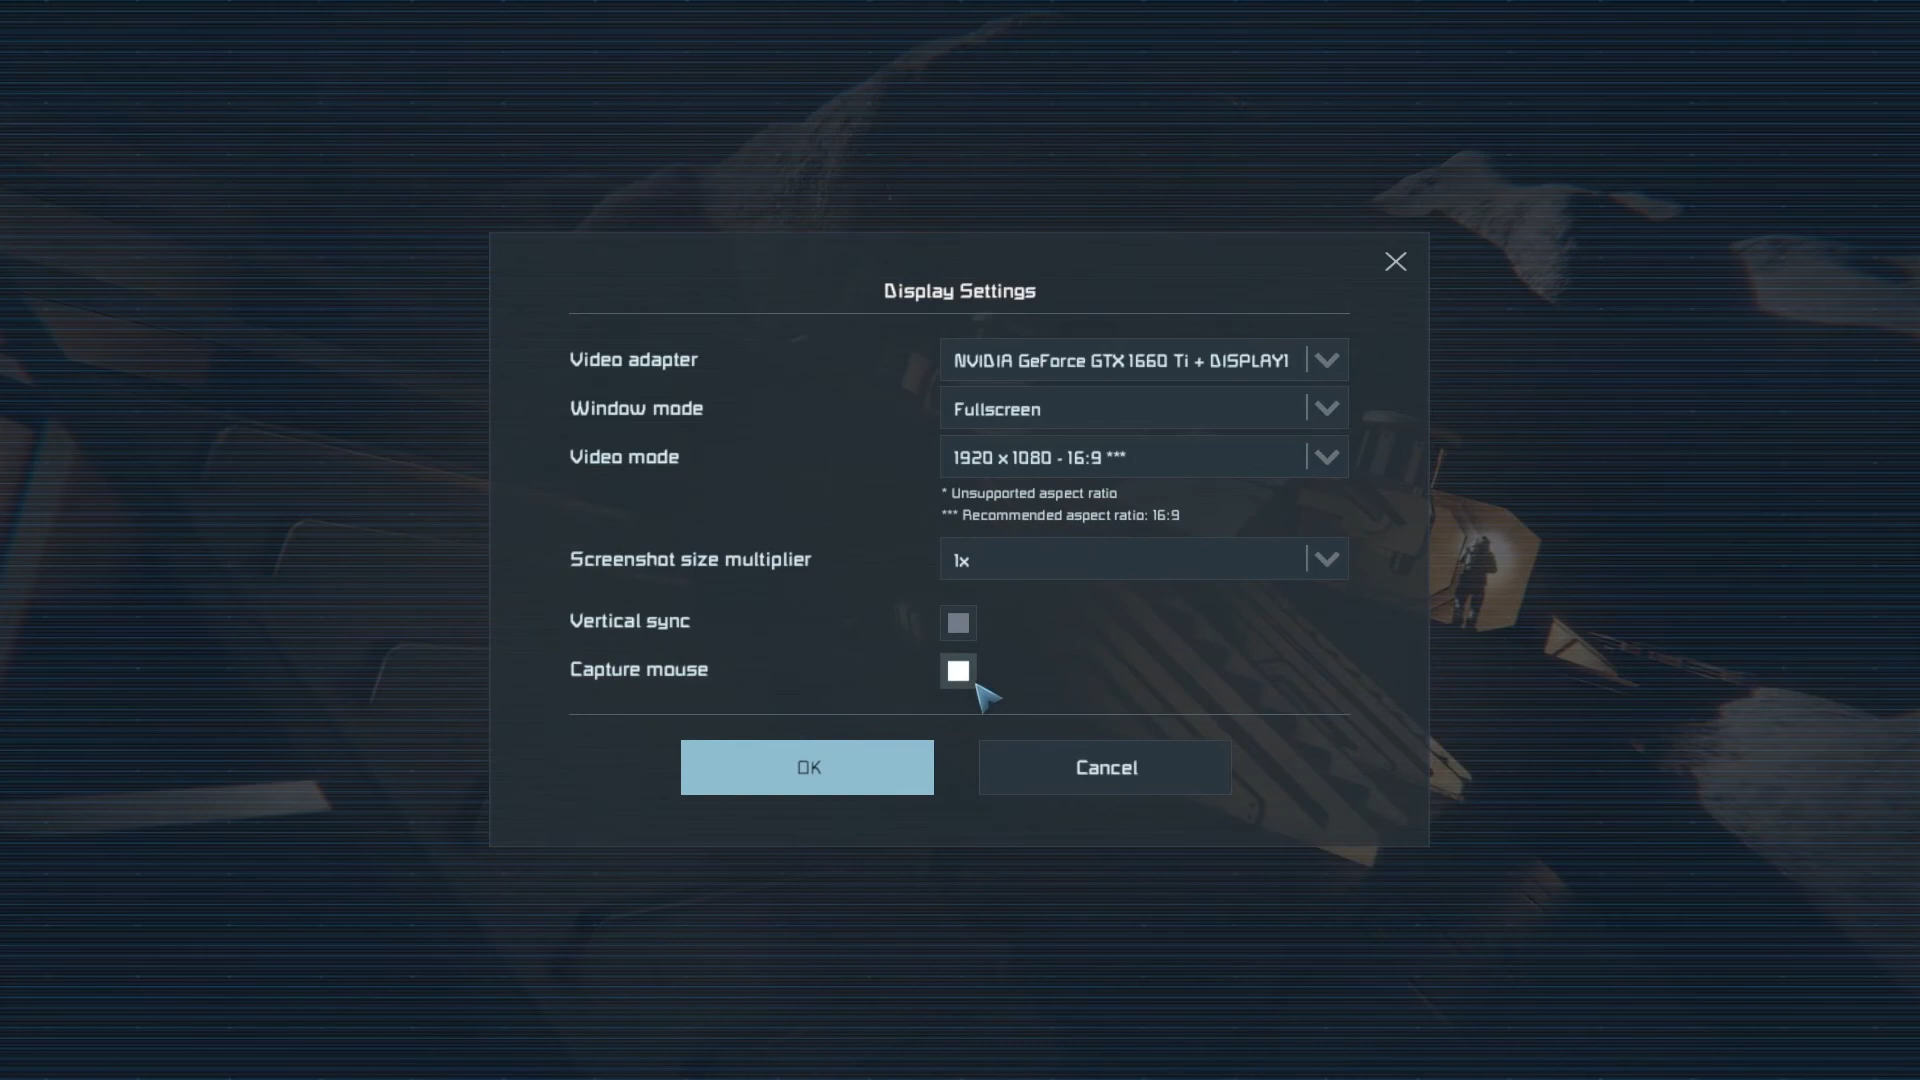 Display Settings
Video adapter
NVIDIA GeForce GTX 1660 Ti + DISPLAY1
Window mode
Fullscreen
Video mode
1920 x 1080 - 16:9 ***
* Unsupported aspect ratio
*** Recommended aspect ratio: 16:9
Screenshot size multiplier
1x
Vertical sync
Capture mouse
OK
Cancel